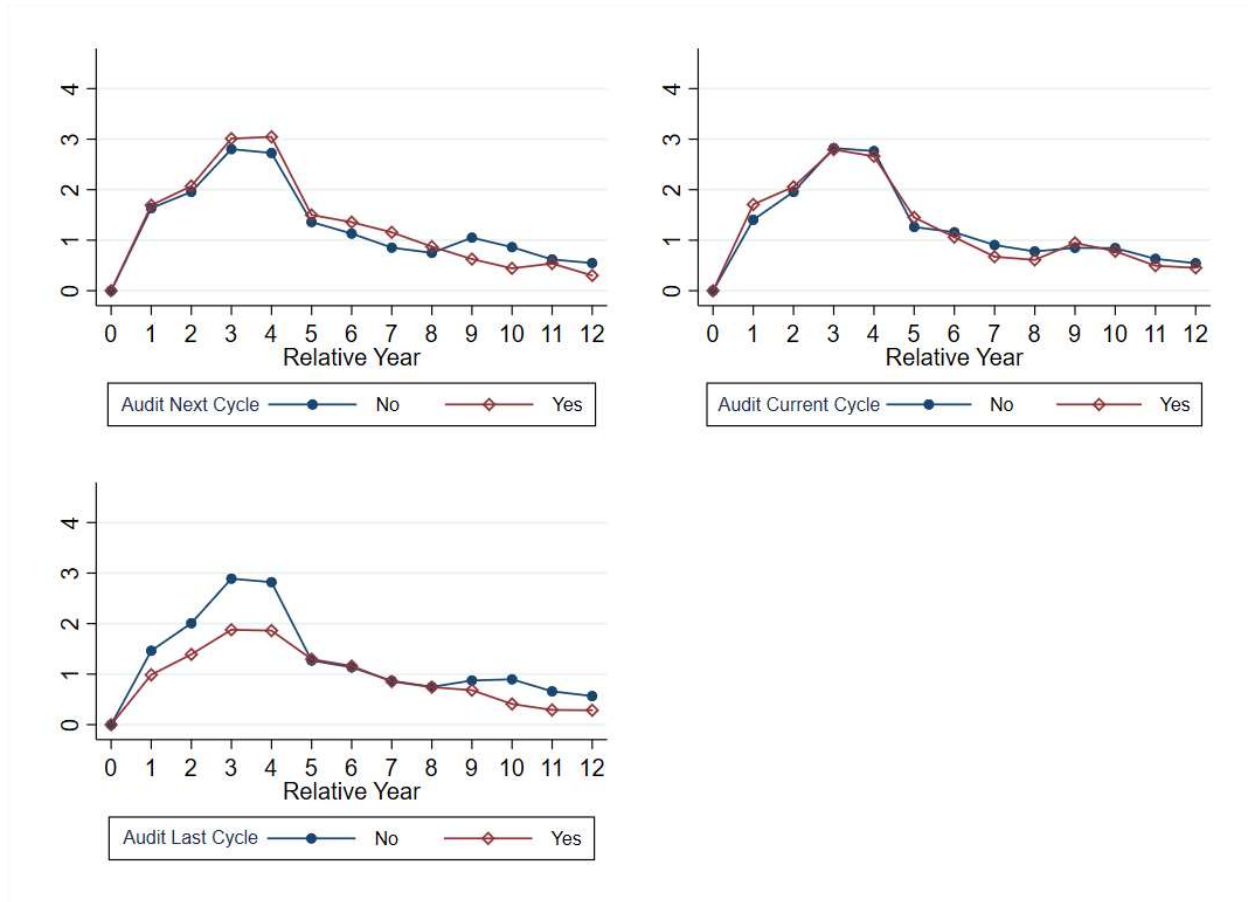 4
3
2
1
0
0 1 2 3 4 5 6 7 8 9 10 11 12
Relative Year
Audit Next Cycle No Yes
4
3
2
1
0
0 1 2 3 4 5 6 7 8 9 10 11 12
Relative Year
Audit Current Cycle No Yes
4
3
2
1
0
0 1 2 3 4 5 6 7 8 9 10 11 12
Relative Year
Audit Last Cycle No Yes